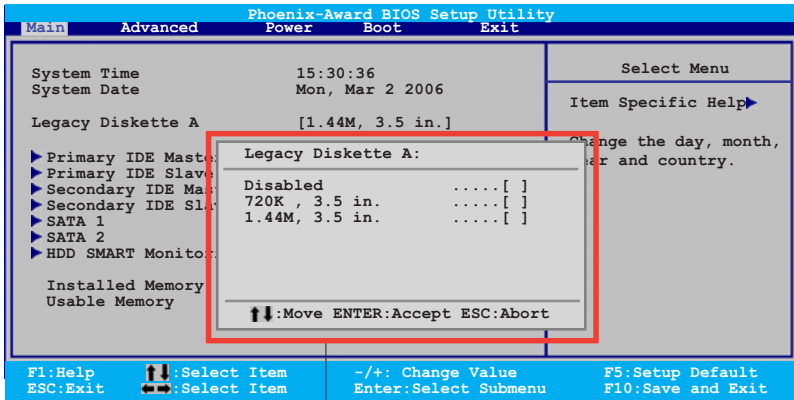 Phoenix-Award BIOS Setup Utility
Main Advanced Power Boot Exit
System Time 15:30:36
System Date Mon, Mar 2 2006
Legacy Diskette A [1.44M, 3.5 in.]
Primary IDE Maste
Primary IDE Slave
Secondary IDE Mas
Secondary IDE Sla
SATA 1
SATA 2
HDD SMART Monitor
Installed Memory
Usable Memory
Legacy Diskette A:
Disabled .....[ ]
720K , 3.5 in. .....[ ]
1.44M, 3.5 in. .....[ ]
:Move ENTER:Accept ESC:Abort
Select Menu
Item Specific Help
Change the day, month,
year and country.
F1:Help :Select Item -/+: Change Value F5:Setup Default
ESC:Exit :Select Item Enter:Select Submenu F10:Save and Exit